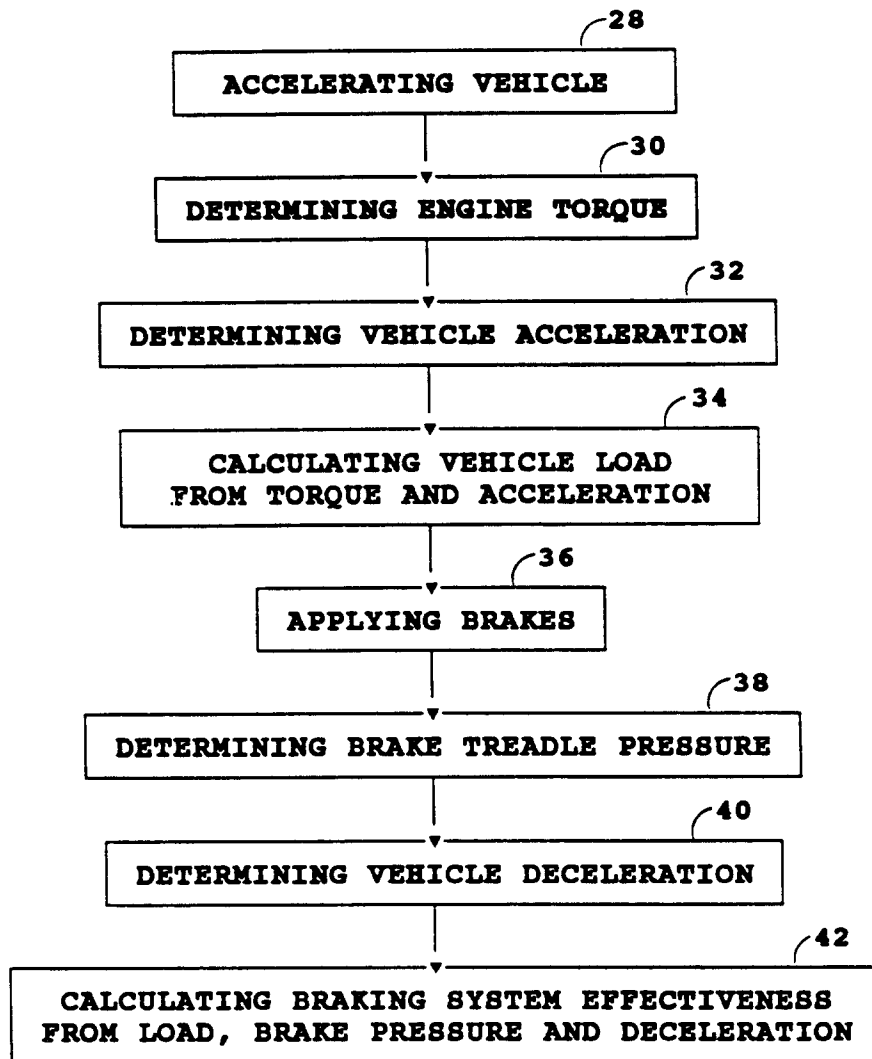 28
ACCELERATING VEHICLE
30
DETERMINING ENGINE TORQUE
32
DETERMINING VEHICLE ACCELERATION
34
CALCULATING VEHICLE LOAD
FROM TORQUE AND ACCELERATION
36
APPLYING BRAKES
38
DETERMINING BRAKE TREADLE PRESSURE
40
DETERMINING VEHICLE DECELERATION
42
CALCULATING BRAKING SYSTEM EFFECTIVENESS
FROM LOAD, BRAKE PRESSURE AND DECELERATION